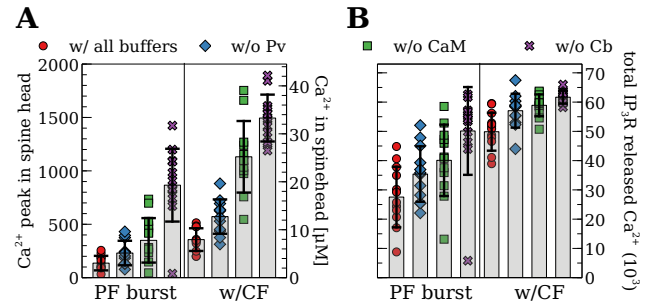 A
B
w/ all buffers
w/o Pv
w/o CaM
w/o Cb
Ca²⁺ peak in spine head
2000
1500
1000
500
0
PF burst
w/CF
40
30
20
10
0
Ca²⁺ in spinehead [µM]
PF burst
w/CF
70
60
50
40
30
20
10
0
total IP₃R released Ca²⁺ (10³)